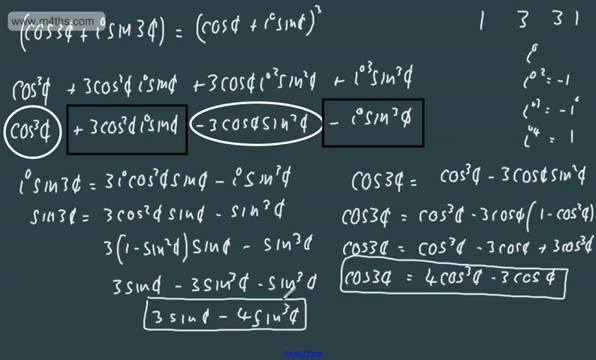 www.m4ths.com
(cos3φ + i sin3φ) = (cosφ + i sinφ)³
1 3 3 1
cos³φ + 3cos²φ i sinφ + 3cosφ i² sin²φ + i³ sin³φ
cos³φ + 3cos²φ i sinφ - 3cosφ sin²φ - i sin³φ
i
i² = -1
i³ = -i
i⁴ = 1
i sin3φ = 3i cos²φ sinφ - i sin³φ
sin3φ = 3cos²φ sinφ - sin³φ
3(1-sin²φ) sinφ - sin³φ
3sinφ - 3sin³φ - sin³φ
3sinφ - 4sin³φ
cos3φ = cos³φ - 3cosφ sin²φ
cos3φ = cos³φ - 3cosφ(1-cos²φ)
cos3φ = cos³φ - 3cosφ + 3cos³φ
cos3φ = 4cos³φ - 3cosφ